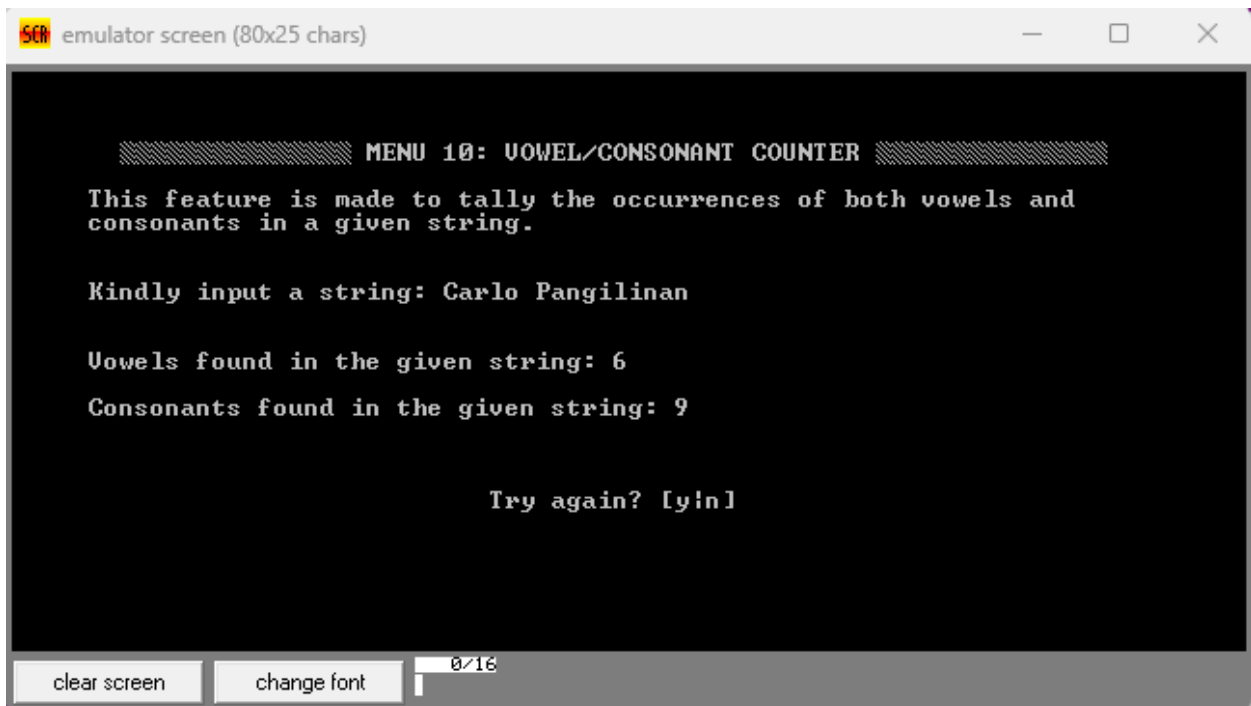 SCR emulator screen (80x25 chars)
MENU 10: VOWEL/CONSONANT COUNTER
This feature is made to tally the occurrences of both vowels and
consonants in a given string.
Kindly input a string: Carlo Pangilinan
Vowels found in the given string: 6
Consonants found in the given string: 9
Try again? [y|n]
clear screen
change font
0/16